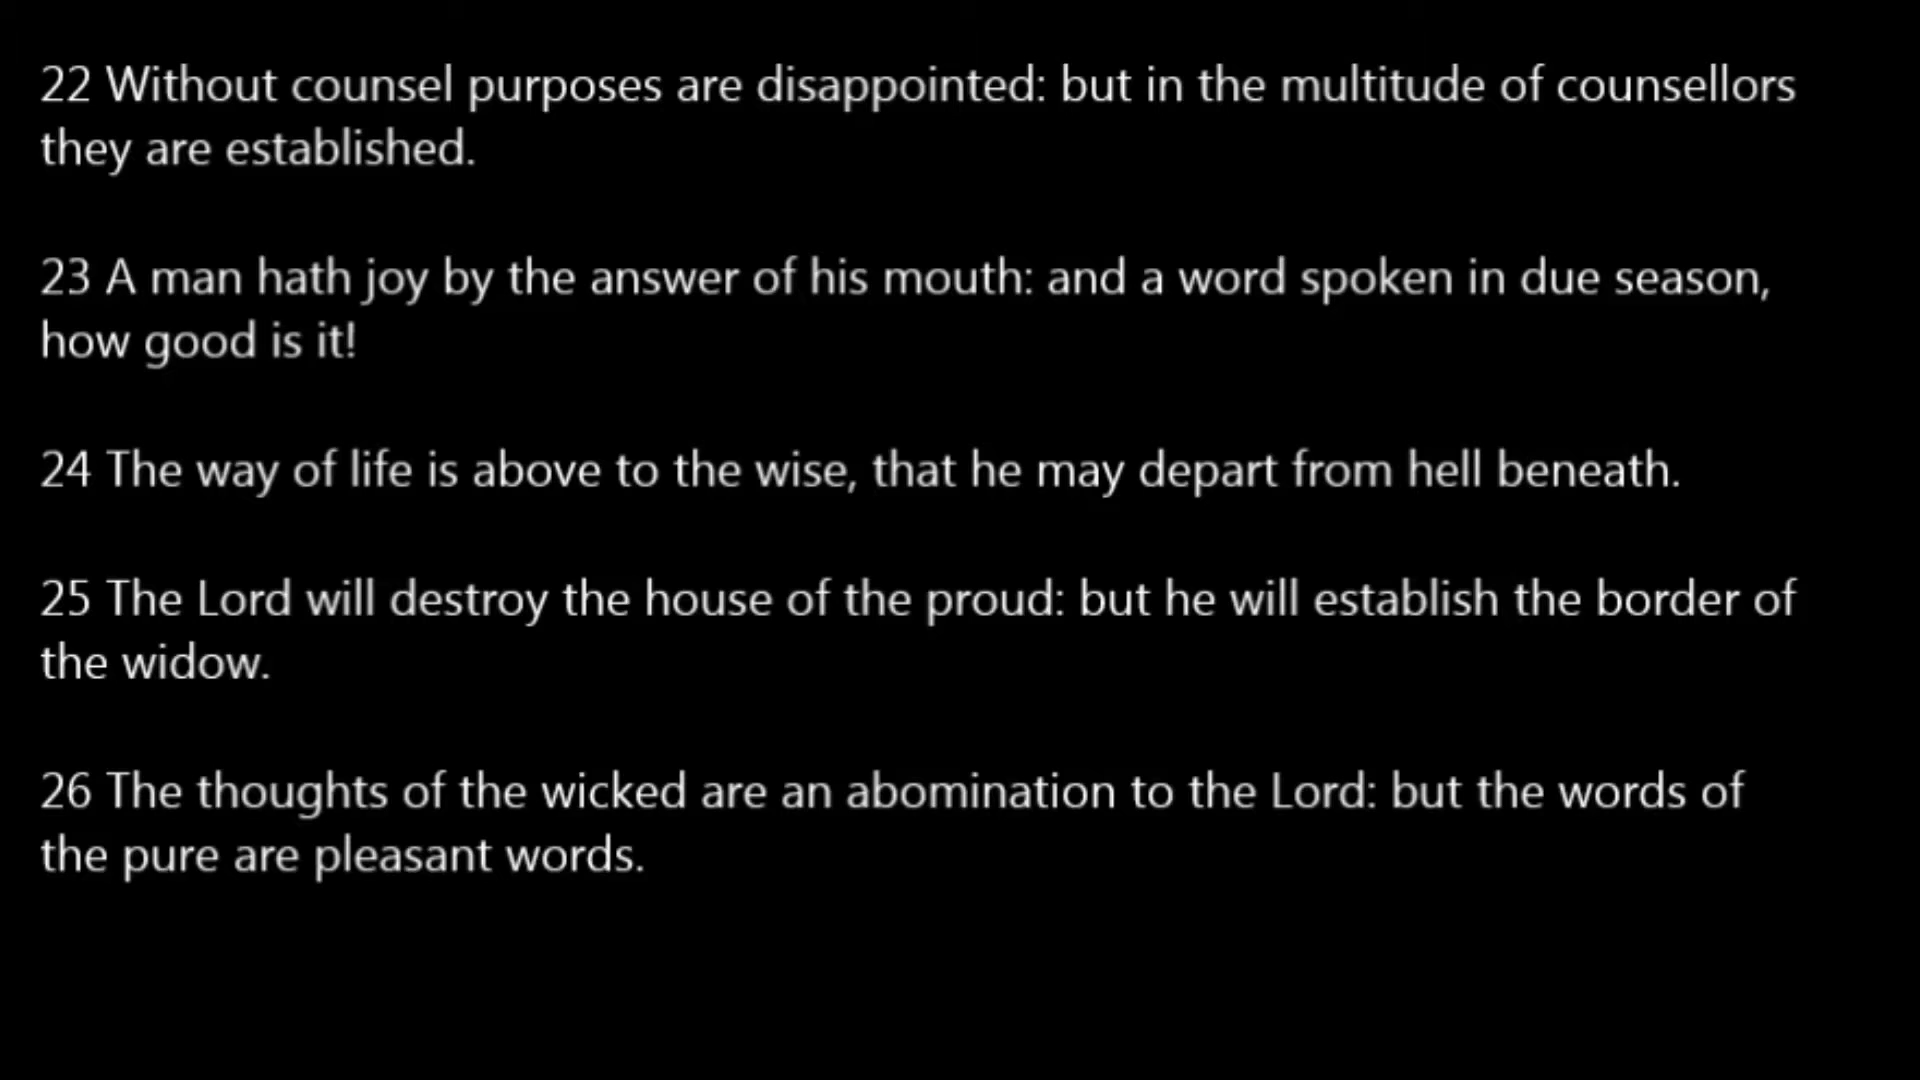 22 Without counsel purposes are disappointed: but in the multitude of counsellors
they are established.
23 A man hath joy by the answer of his mouth: and a word spoken in due season,
how good is it!
24 The way of life is above to the wise, that he may depart from hell beneath.
25 The Lord will destroy the house of the proud: but he will establish the border of
the widow.
26 The thoughts of the wicked are an abomination to the Lord: but the words of
the pure are pleasant words.